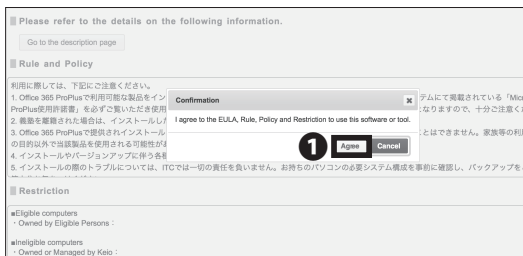 Please refer to the details on the following information.
Go to the description page
Rule and Policy
利用に際しては、下記にご注意ください。
1. Office 365 ProPlusで利用可能な製品をイン
テムにて掲載されている「Mic
ProPlus使用許諾書」を必ずご覧いただき使用
なりますので、十分ご注意く
2. 義塾を離籍された場合は、インストールし
3. Office 365 ProPlusで提供されインストール
ことはできません。家族等の利
の目的以外で当該製品を使用される可能性があ
4. インストールやバージョンアップに伴う各種
5. インストールの際のトラブルについては、ITCでは一切の責任を負いません。お持ちのパソコンの必要システム構成を事前に確認し、バックアップを
Confirmation
I agree to the EULA, Rule, Policy and Restriction to use this software or tool.
1
Agree
Cancel
Restriction
■Eligible computers
・Owned by Eligible Persons :
■Ineligible computers
・Owned or Managed by Keio :